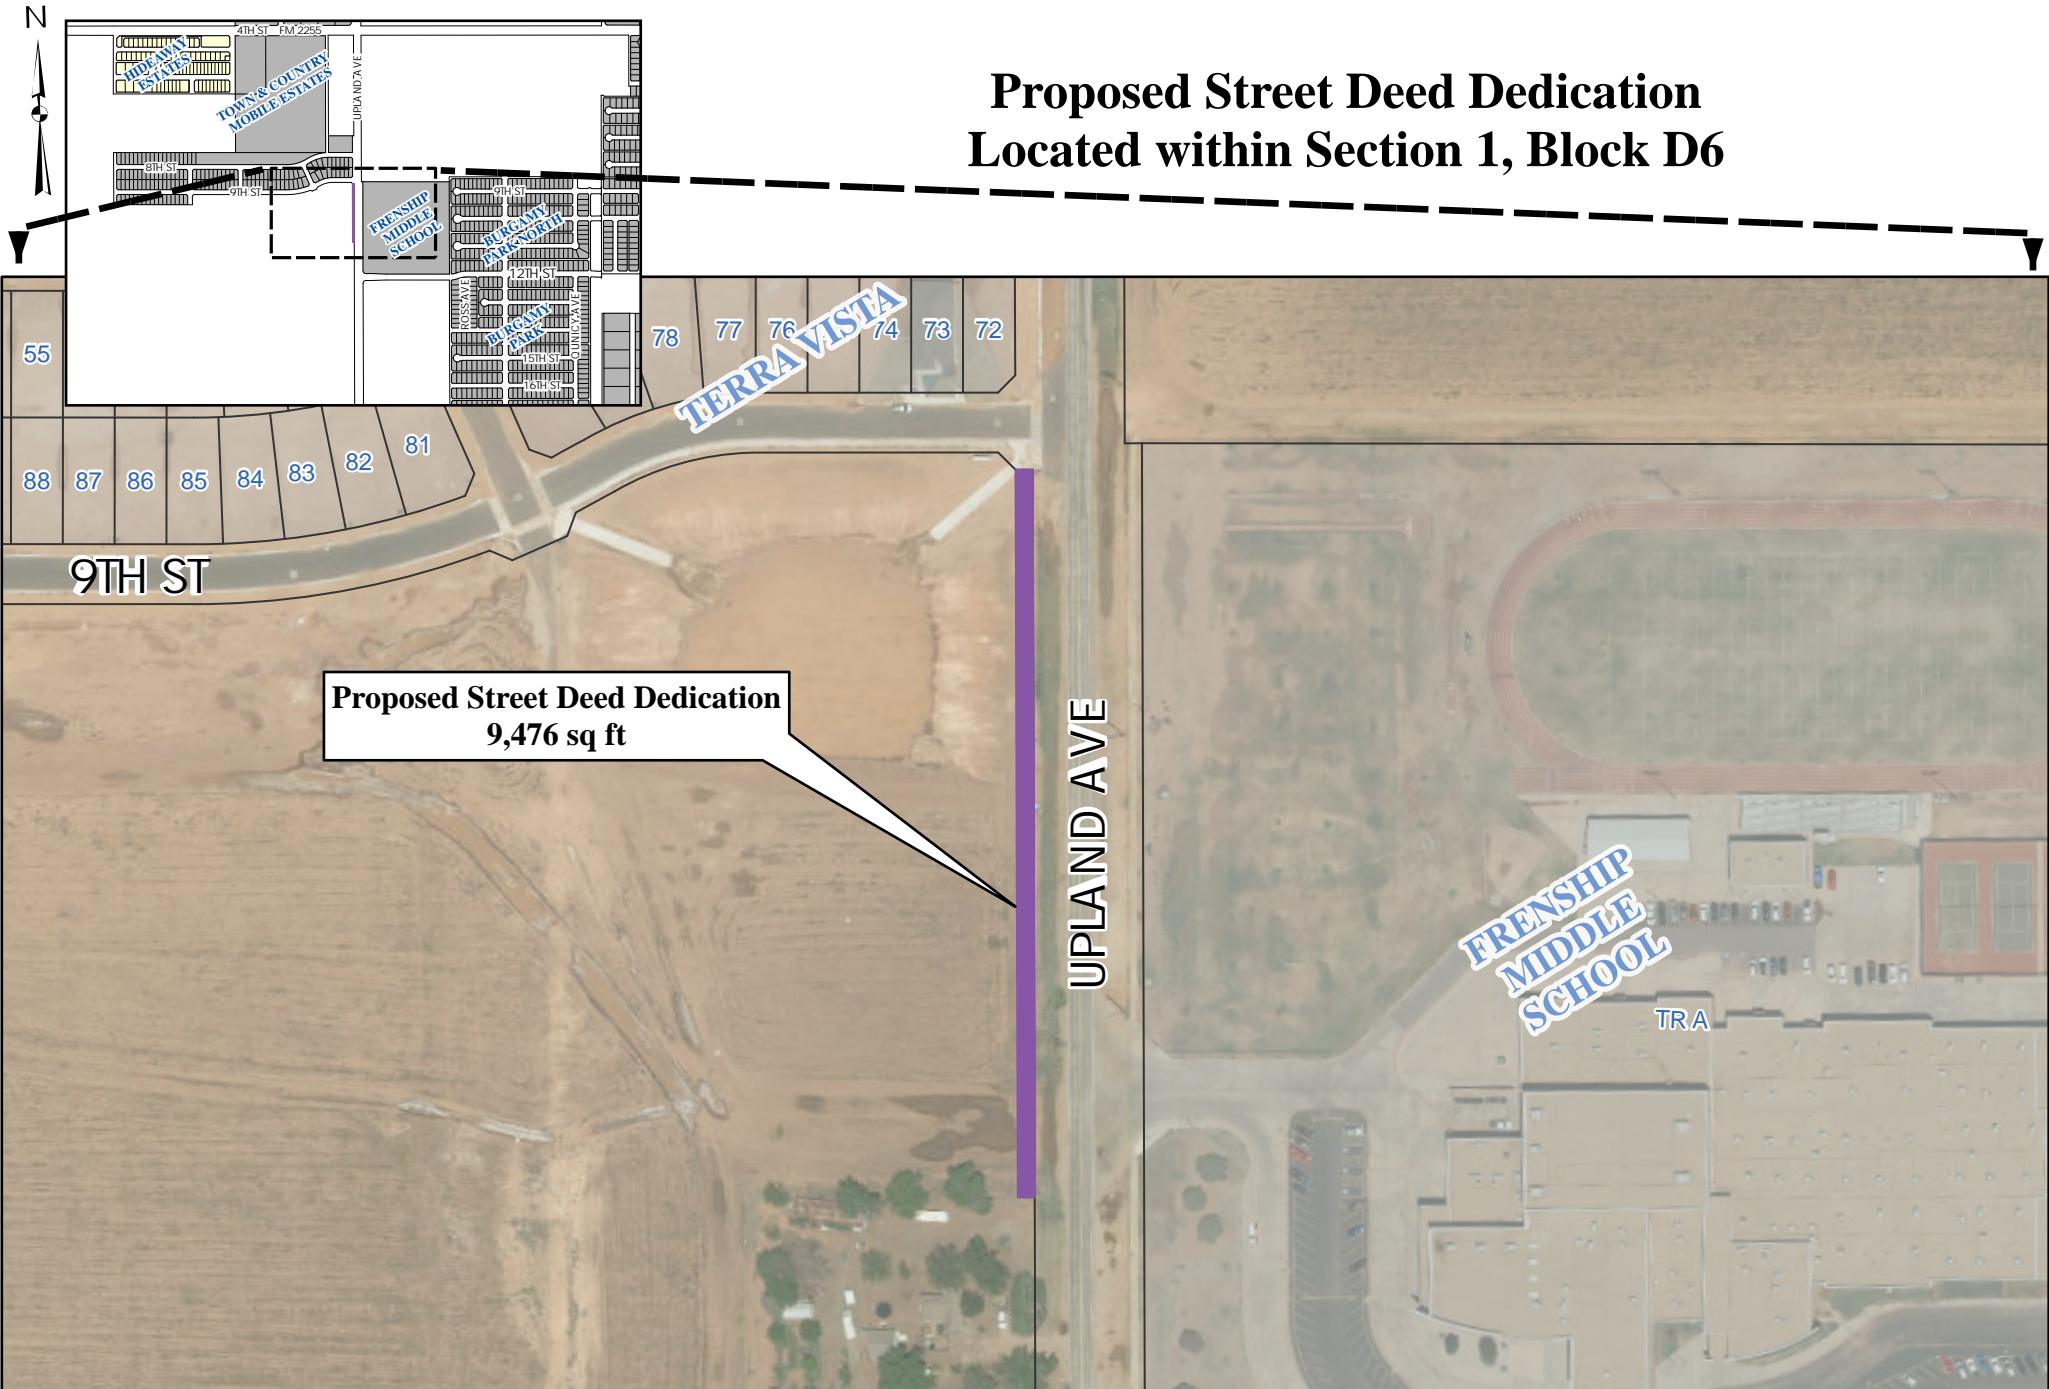 N
4TH ST FM 2255
HIDEAWAY
ESTATES
TOWN & COUNTRY
MOBILE ESTATES
UPLAND AVE
8TH ST
9TH ST
FRENSHIP
MIDDLE
SCHOOL
9TH ST
BURGAMY
PARK NORTH
12TH ST
ROSS AVE
BURGAMY
PARK
QUNICY AVE
15TH ST
16TH ST
Proposed Street Deed Dedication
Located within Section 1, Block D6
55
78
77
76
74
73
72
TERRA VISTA
88
87
86
85
84
83
82
81
9TH ST
Proposed Street Deed Dedication
9,476 sq ft
UPLAND AVE
FRENSHIP
MIDDLE
SCHOOL
TR A